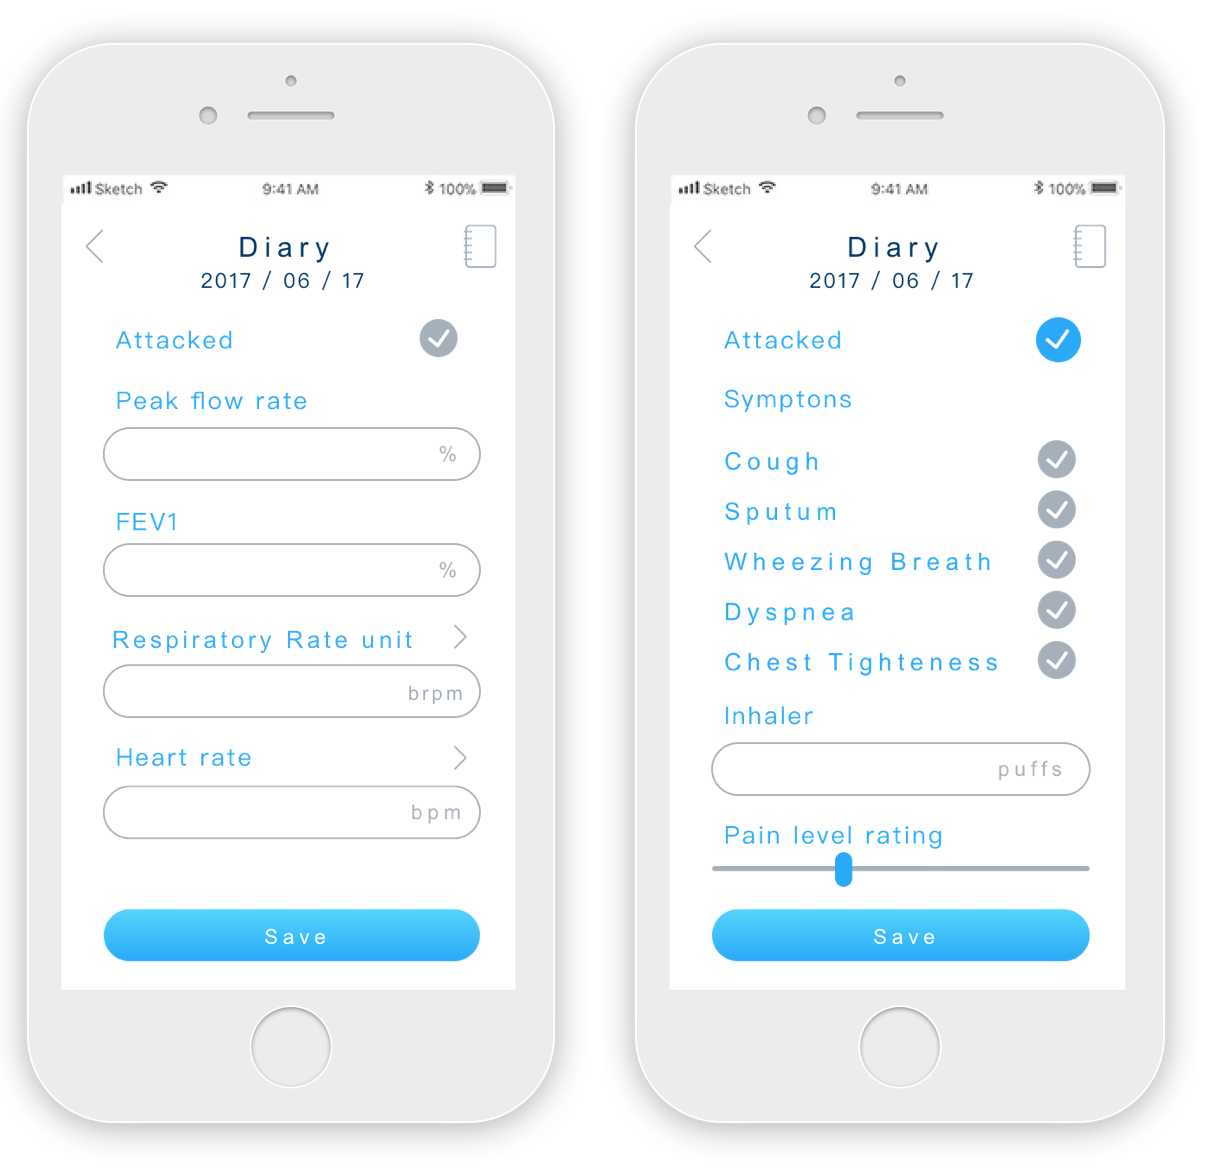 Sketch 9:41 AM 100%
Diary
2017 / 06 / 17
Attacked
Peak flow rate
%
FEV1
%
Respiratory Rate unit
brpm
Heart rate
bpm
Save
Sketch 9:41 AM 100%
Diary
2017 / 06 / 17
Attacked
Symptons
Cough
Sputum
Wheezing Breath
Dyspnea
Chest Tighteness
Inhaler
puffs
Pain level rating
Save